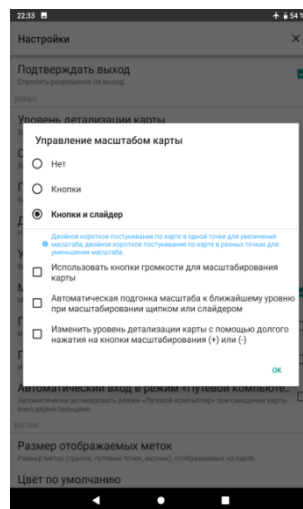 22:33
54 %
Настройки
Подтверждать выход
Спросить разрешение на выход.
ЭКРАН
Уровень детализации карты
Управление масштабом карты
Нет
Кнопки
Кнопки и слайдер
Двойное короткое постукивание по карте в одной точке для увеличения
масштаба, двойное короткое постукивание по карте в разных точках для
уменьшения масштаба.
Использовать кнопки громкости для масштабирования
карты
Автоматическая подгонка масштаба к ближайшему уровню
при масштабировании щипком или слайдером
Изменить уровень детализации карты с помощью долгого
нажатия на кнопки масштабирования (+) или (-)
ОК
Автоматический вход в режим «Путевой компьюте..
Автоматически активировать режим «Путевой компьютер» при смещении карты
вниз двумя пальцами.
МЕТКИ
Размер отображаемых меток
Размер меток (треков, путевых точек, иконок), отображаемых на карте.
Цвет по умолчанию